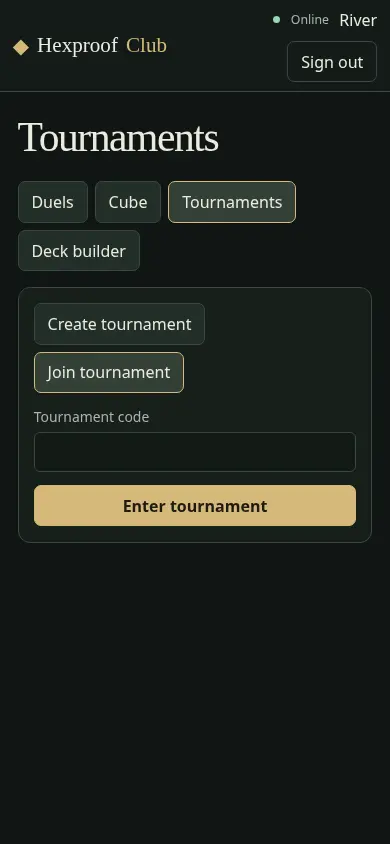 Online River
Hexproof Club
Sign out
Tournaments
Duels Cube Tournaments
Deck builder
Create tournament
Join tournament
Tournament code
Enter tournament